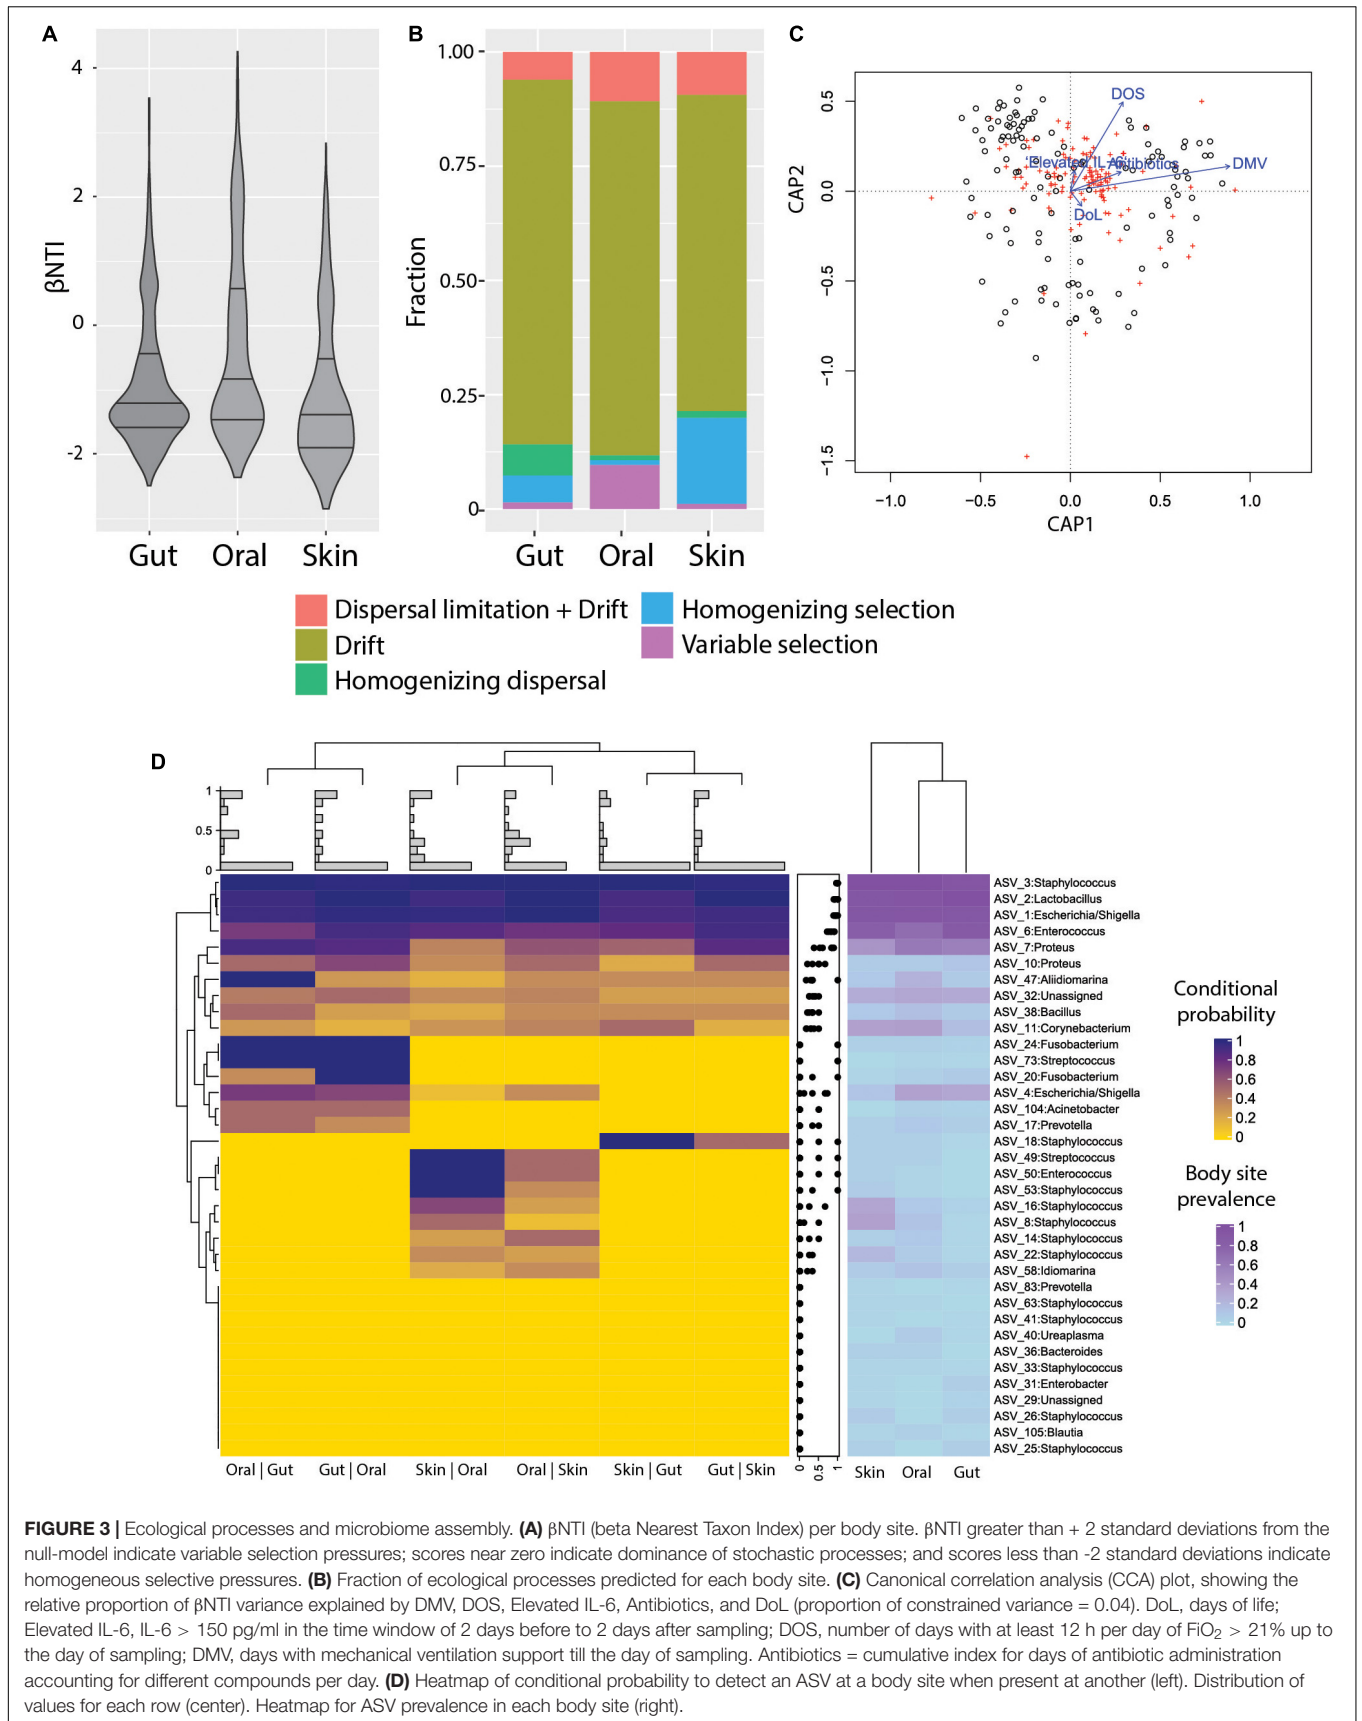 A
B
C
4
2
0
-2
βNTI
Gut
Oral
Skin
1.00
0.75
0.50
0.25
0
Fraction
Gut
Oral
Skin
0.5
0.0
−0.5
−1.0
−1.5
CAP2
DOS
'Elevated IL-6'
Antibiotics
DMV
DoL
−1.0
−0.5
0.0
0.5
1.0
CAP1
Dispersal limitation + Drift
Drift
Homogenizing dispersal
Homogenizing selection
Variable selection
D
1
0.5
0
ASV_3:Staphylococcus
ASV_2:Lactobacillus
ASV_1:Escherichia/Shigella
ASV_6:Enterococcus
ASV_7:Proteus
ASV_10:Proteus
ASV_47:Aliidiomarina
ASV_32:Unassigned
ASV_38:Bacillus
ASV_11:Corynebacterium
ASV_24:Fusobacterium
ASV_73:Streptococcus
ASV_20:Fusobacterium
ASV_4:Escherichia/Shigella
ASV_104:Acinetobacter
ASV_17:Prevotella
ASV_18:Staphylococcus
ASV_49:Streptococcus
ASV_50:Enterococcus
ASV_53:Staphylococcus
ASV_16:Staphylococcus
ASV_8:Staphylococcus
ASV_14:Staphylococcus
ASV_22:Staphylococcus
ASV_58:Idiomarina
ASV_83:Prevotella
ASV_63:Staphylococcus
ASV_41:Staphylococcus
ASV_40:Ureaplasma
ASV_36:Bacteroides
ASV_33:Staphylococcus
ASV_31:Enterobacter
ASV_29:Unassigned
ASV_26:Staphylococcus
ASV_105:Blautia
ASV_25:Staphylococcus
Oral | Gut
Gut | Oral
Skin | Oral
Oral | Skin
Skin | Gut
Gut | Skin
0
0.5
1
Skin
Oral
Gut
Conditional
probability
1
0.8
0.6
0.4
0.2
0
Body site
prevalence
1
0.8
0.6
0.4
0.2
0
FIGURE 3 | Ecological processes and microbiome assembly. (A) βNTI (beta Nearest Taxon Index) per body site. βNTI greater than + 2 standard deviations from the
null-model indicate variable selection pressures; scores near zero indicate dominance of stochastic processes; and scores less than -2 standard deviations indicate
homogeneous selective pressures. (B) Fraction of ecological processes predicted for each body site. (C) Canonical correlation analysis (CCA) plot, showing the
relative proportion of βNTI variance explained by DMV, DOS, Elevated IL-6, Antibiotics, and DoL (proportion of constrained variance = 0.04). DoL, days of life;
Elevated IL-6, IL-6 > 150 pg/ml in the time window of 2 days before to 2 days after sampling; DOS, number of days with at least 12 h per day of FiO2 > 21% up to
the day of sampling; DMV, days with mechanical ventilation support till the day of sampling. Antibiotics = cumulative index for days of antibiotic administration
accounting for different compounds per day. (D) Heatmap of conditional probability to detect an ASV at a body site when present at another (left). Distribution of
values for each row (center). Heatmap for ASV prevalence in each body site (right).